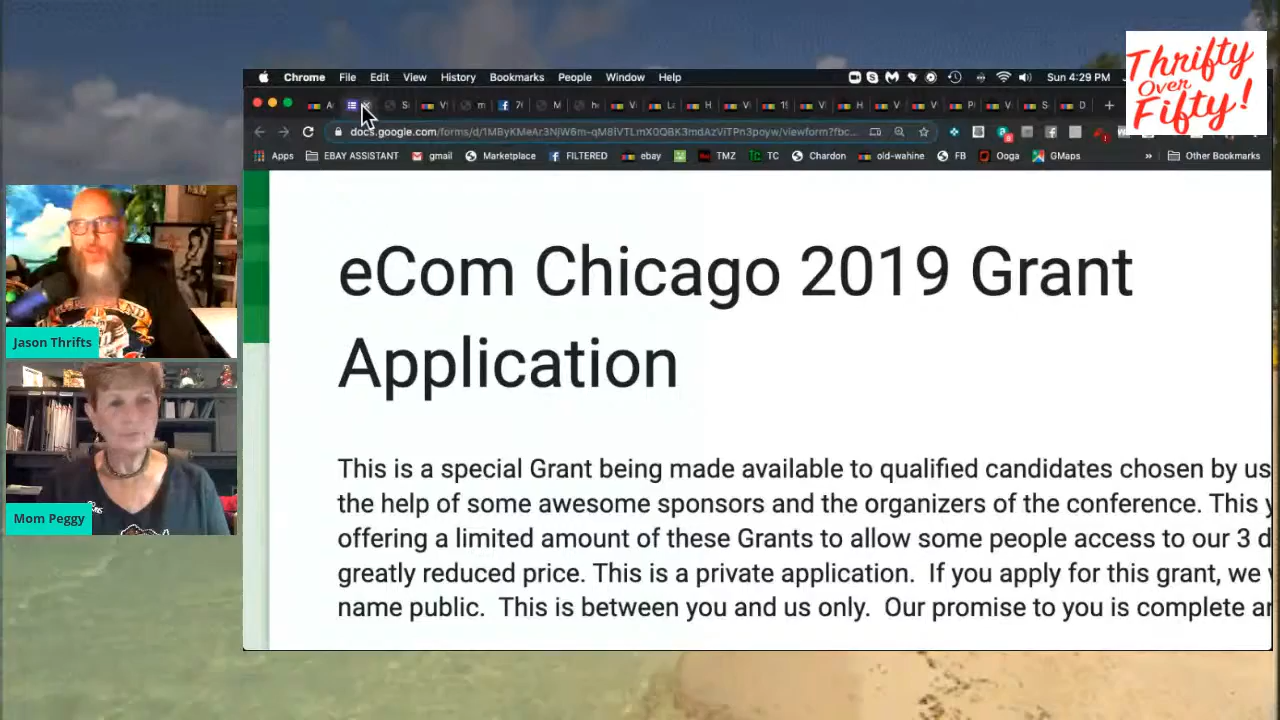 Thrifty
Over
Fifty!
Chrome File Edit View History Bookmarks People Window Help Sun 4:29 PM
docs.google.com/forms/d/1MByKMeAr3NjW6m-qM8iVTLmX0QBK3mdAzViTPn3poyw/viewform?fbc...
Apps EBAY ASSISTANT gmail Marketplace FILTERED ebay TMZ TC Chardon old-wahine FB Ooga GMaps » Other Bookmarks
eCom Chicago 2019 Grant
Application
This is a special Grant being made available to qualified candidates chosen by us
the help of some awesome sponsors and the organizers of the conference. This
offering a limited amount of these Grants to allow some people access to our 3 d
greatly reduced price. This is a private application. If you apply for this grant, we
name public. This is between you and us only. Our promise to you is complete
Jason Thrifts
Mom Peggy